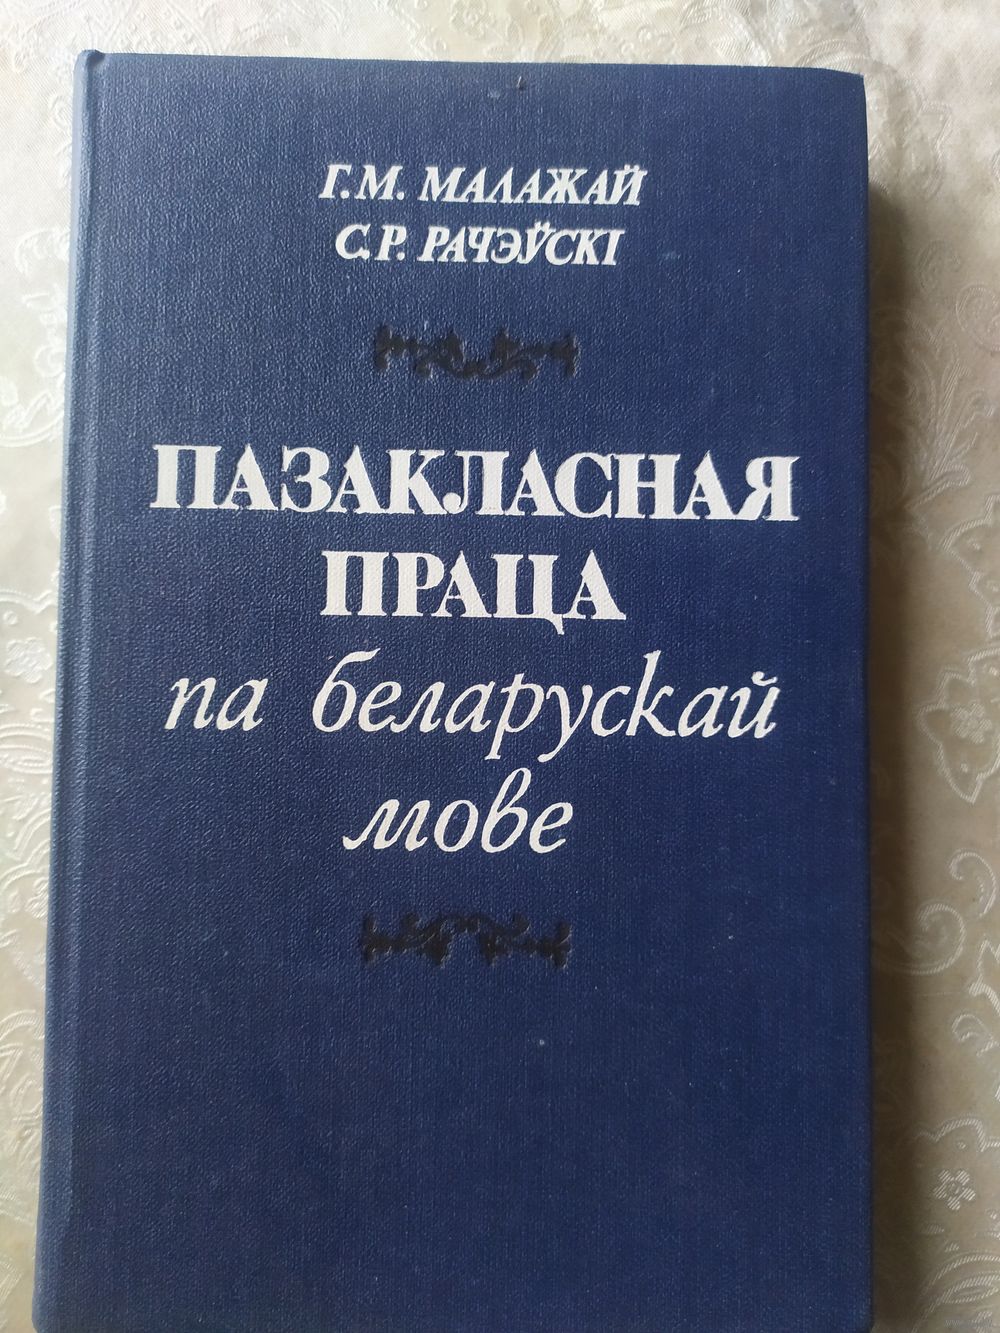 Г.М. МАЛАЖАЙ
С.Р. РАЧЭЎСКІ
ПАЗАКЛАСНАЯ
ПРАЦА
па беларускай
мове